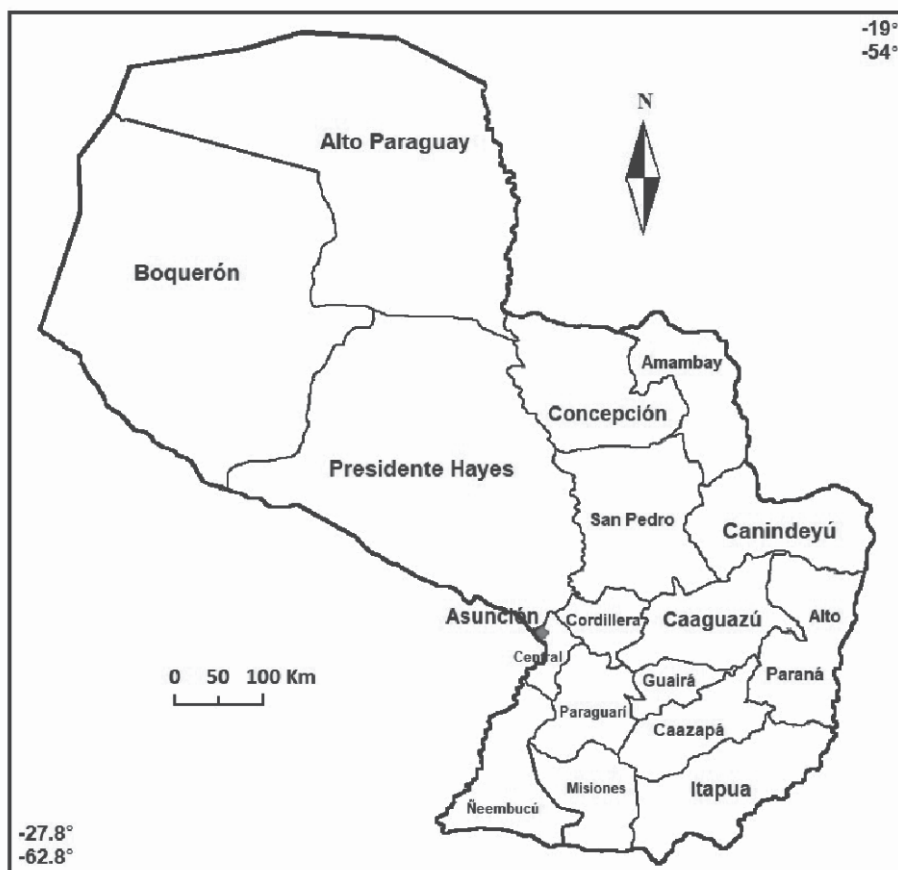 -19°
-54°
N
Alto Paraguay
Boquerón
Amambay
Concepción
Presidente Hayes
San Pedro
Canindeyú
Asunción
Cordillera
Caaguazú
Alto
Paraná
Central
Guairá
0 50 100 Km
Paraguarí
Caazapá
Misiones
Itapua
Ñeembucú
-27.8°
-62.8°